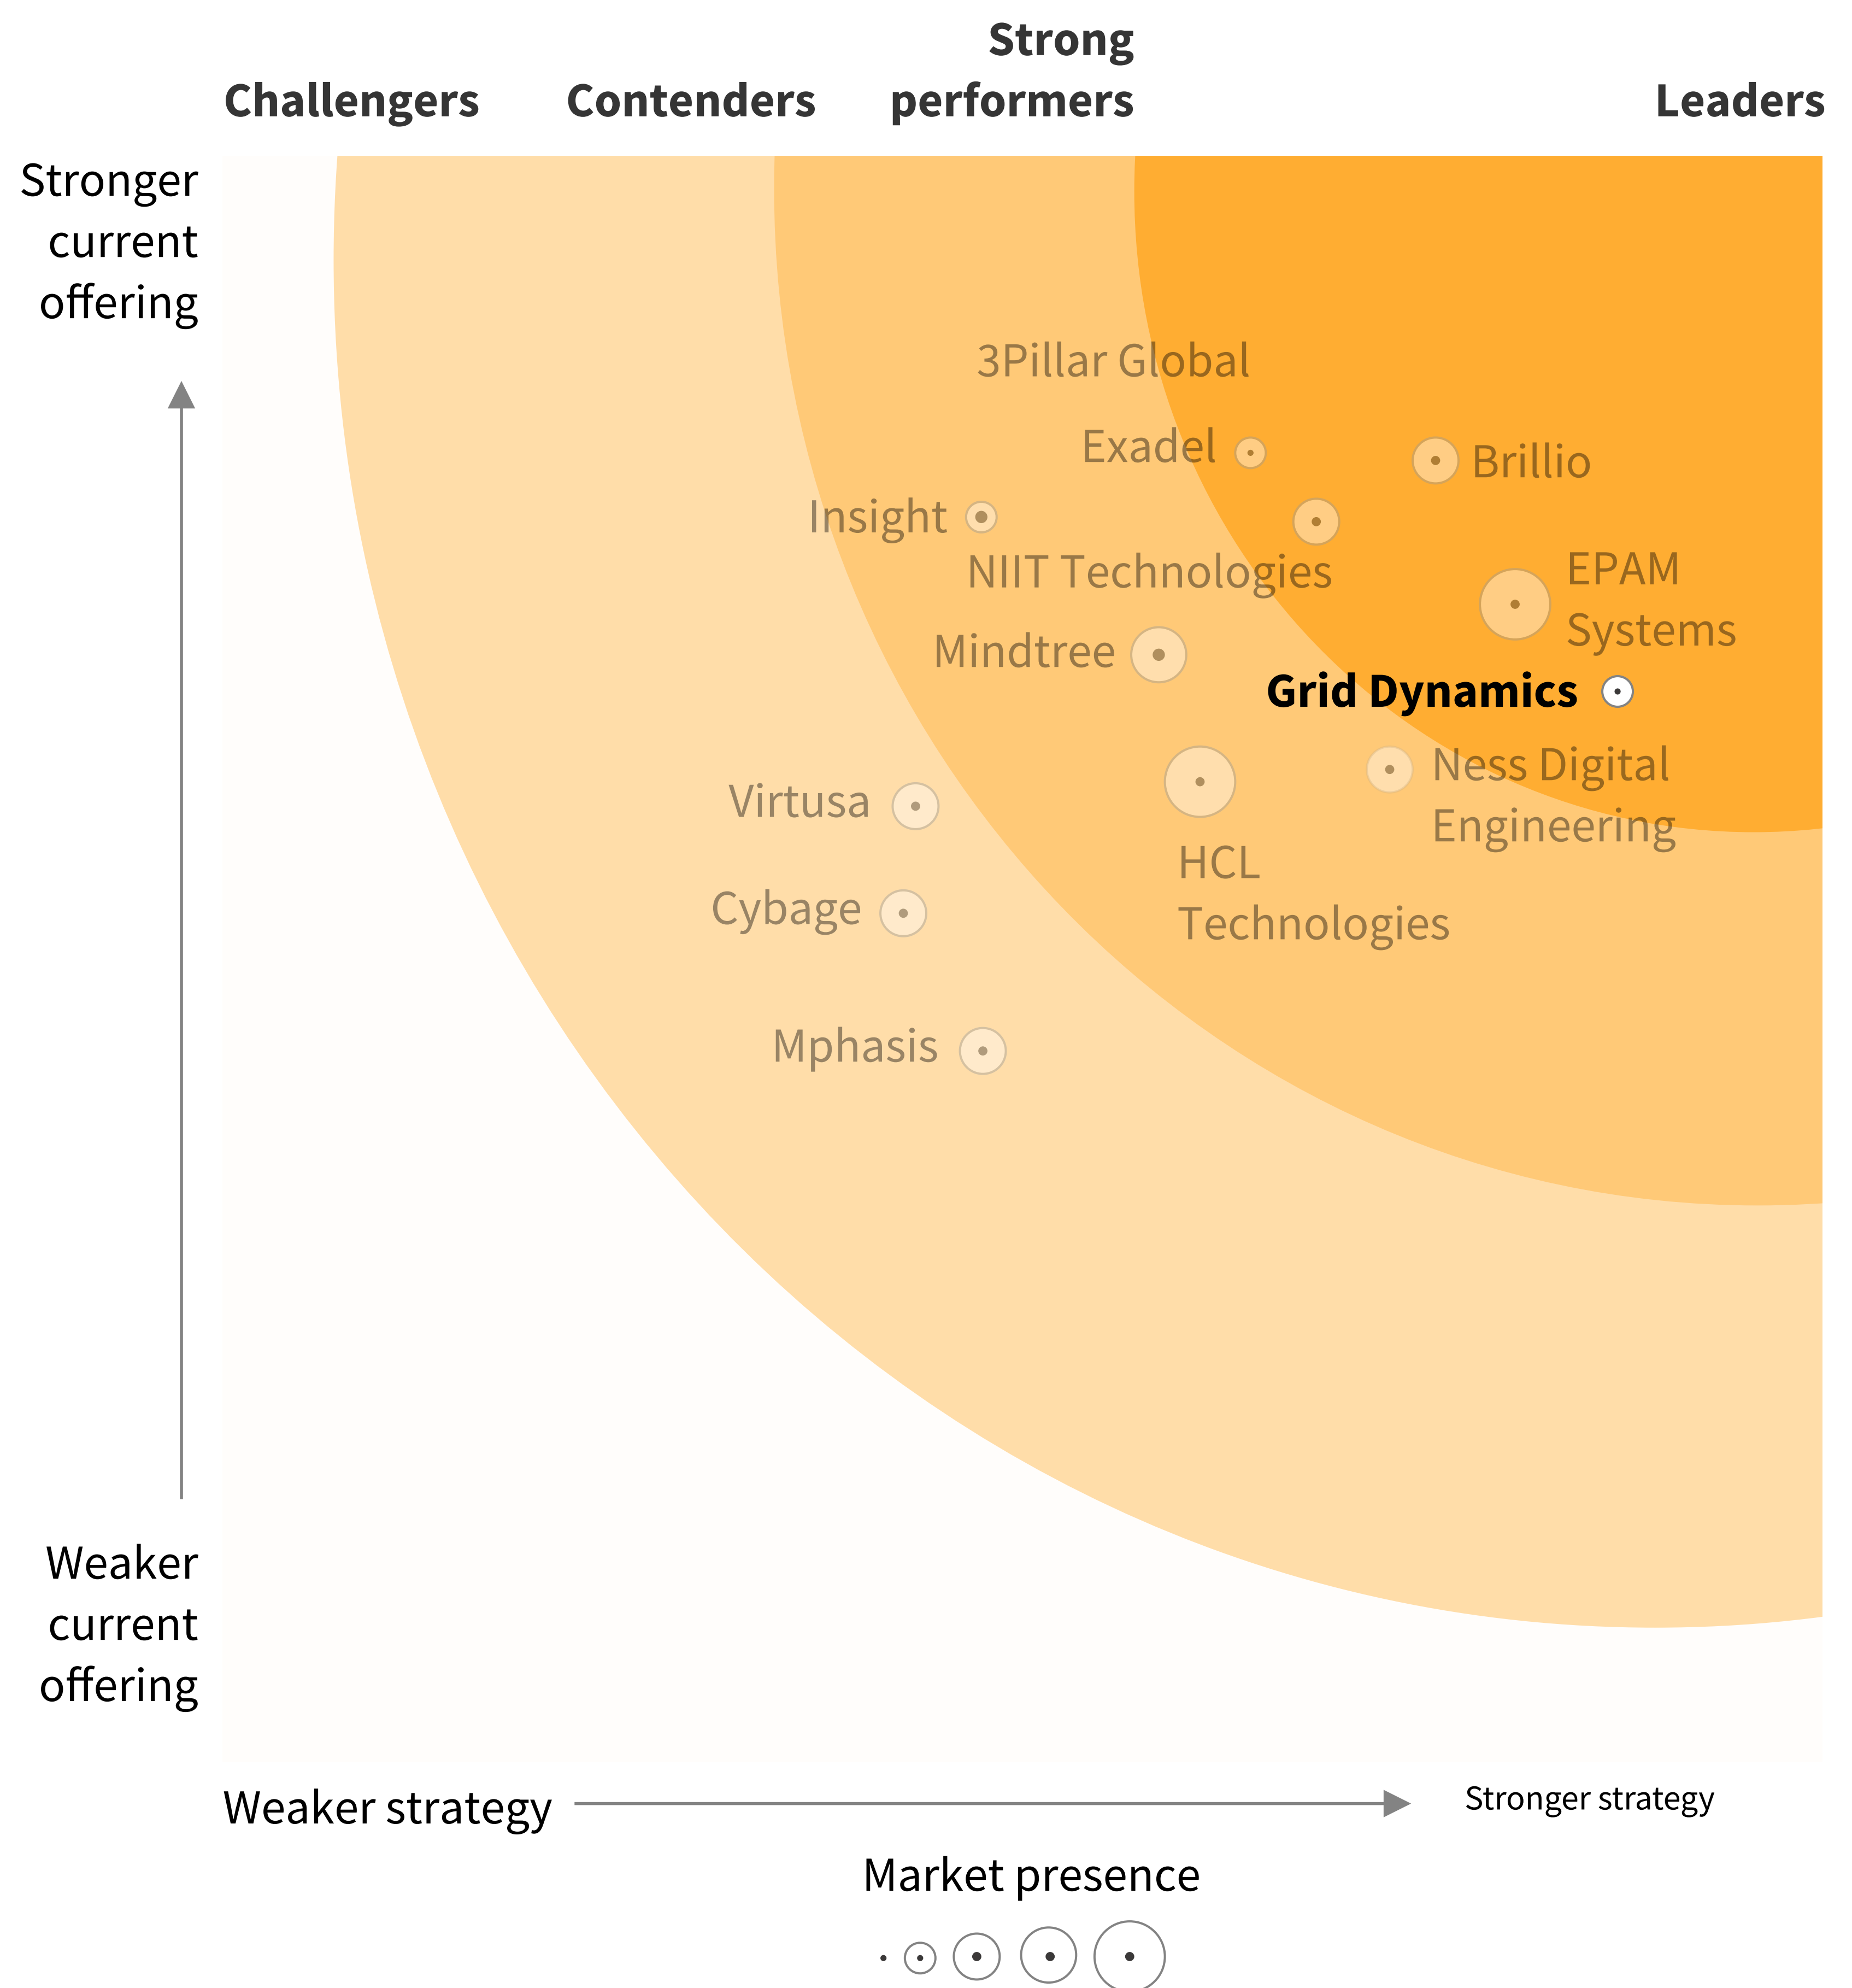 Strong
Challengers Contenders performers Leaders
Stronger
current
offering
3Pillar Global
Exadel
Brillio
Insight
NIIT Technologies
EPAM
Systems
Mindtree
Grid Dynamics
Ness Digital
Engineering
Virtusa
HCL
Technologies
Cybage
Mphasis
Weaker
current
offering
Weaker strategy
Stronger strategy
Market presence